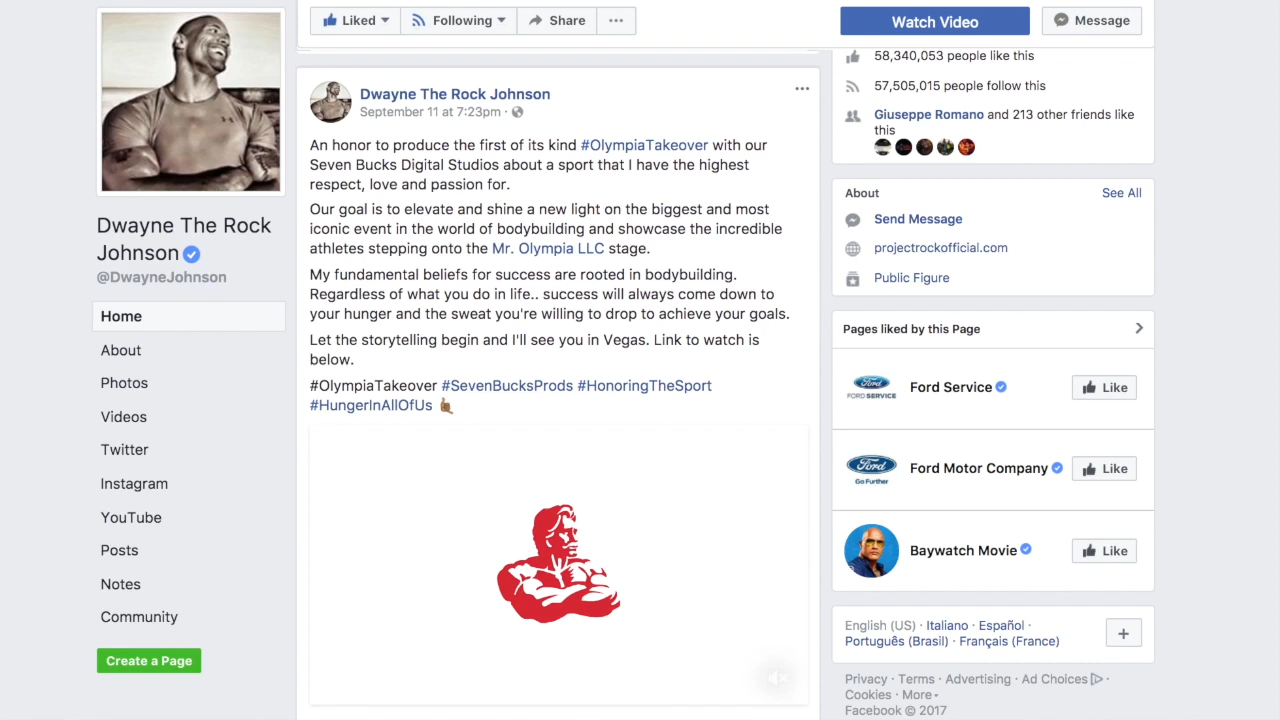 Liked
Following
Share
Watch Video
Message
Dwayne The Rock
Johnson
@DwayneJohnson
Home
About
Photos
Videos
Twitter
Instagram
YouTube
Posts
Notes
Community
Create a Page
Dwayne The Rock Johnson
September 11 at 7:23pm ·
An honor to produce the first of its kind #OlympiaTakeover with our
Seven Bucks Digital Studios about a sport that I have the highest
respect, love and passion for.
Our goal is to elevate and shine a new light on the biggest and most
iconic event in the world of bodybuilding and showcase the incredible
athletes stepping onto the Mr. Olympia LLC stage.
My fundamental beliefs for success are rooted in bodybuilding.
Regardless of what you do in life.. success will always come down to
your hunger and the sweat you're willing to drop to achieve your goals.
Let the storytelling begin and I'll see you in Vegas. Link to watch is
below.
#OlympiaTakeover #SevenBucksProds #HonoringTheSport
#HungerInAllOfUs
58,340,053 people like this
57,505,015 people follow this
Giuseppe Romano and 213 other friends like
this
About
See All
Send Message
projectrockofficial.com
Public Figure
Pages liked by this Page
Ford
FORD SERVICE
Ford Service
Like
Ford
Go Further
Ford Motor Company
Like
Baywatch Movie
Like
English (US) · Italiano · Español ·
Português (Brasil) · Français (France)
Privacy · Terms · Advertising · Ad Choices ·
Cookies · More
Facebook © 2017